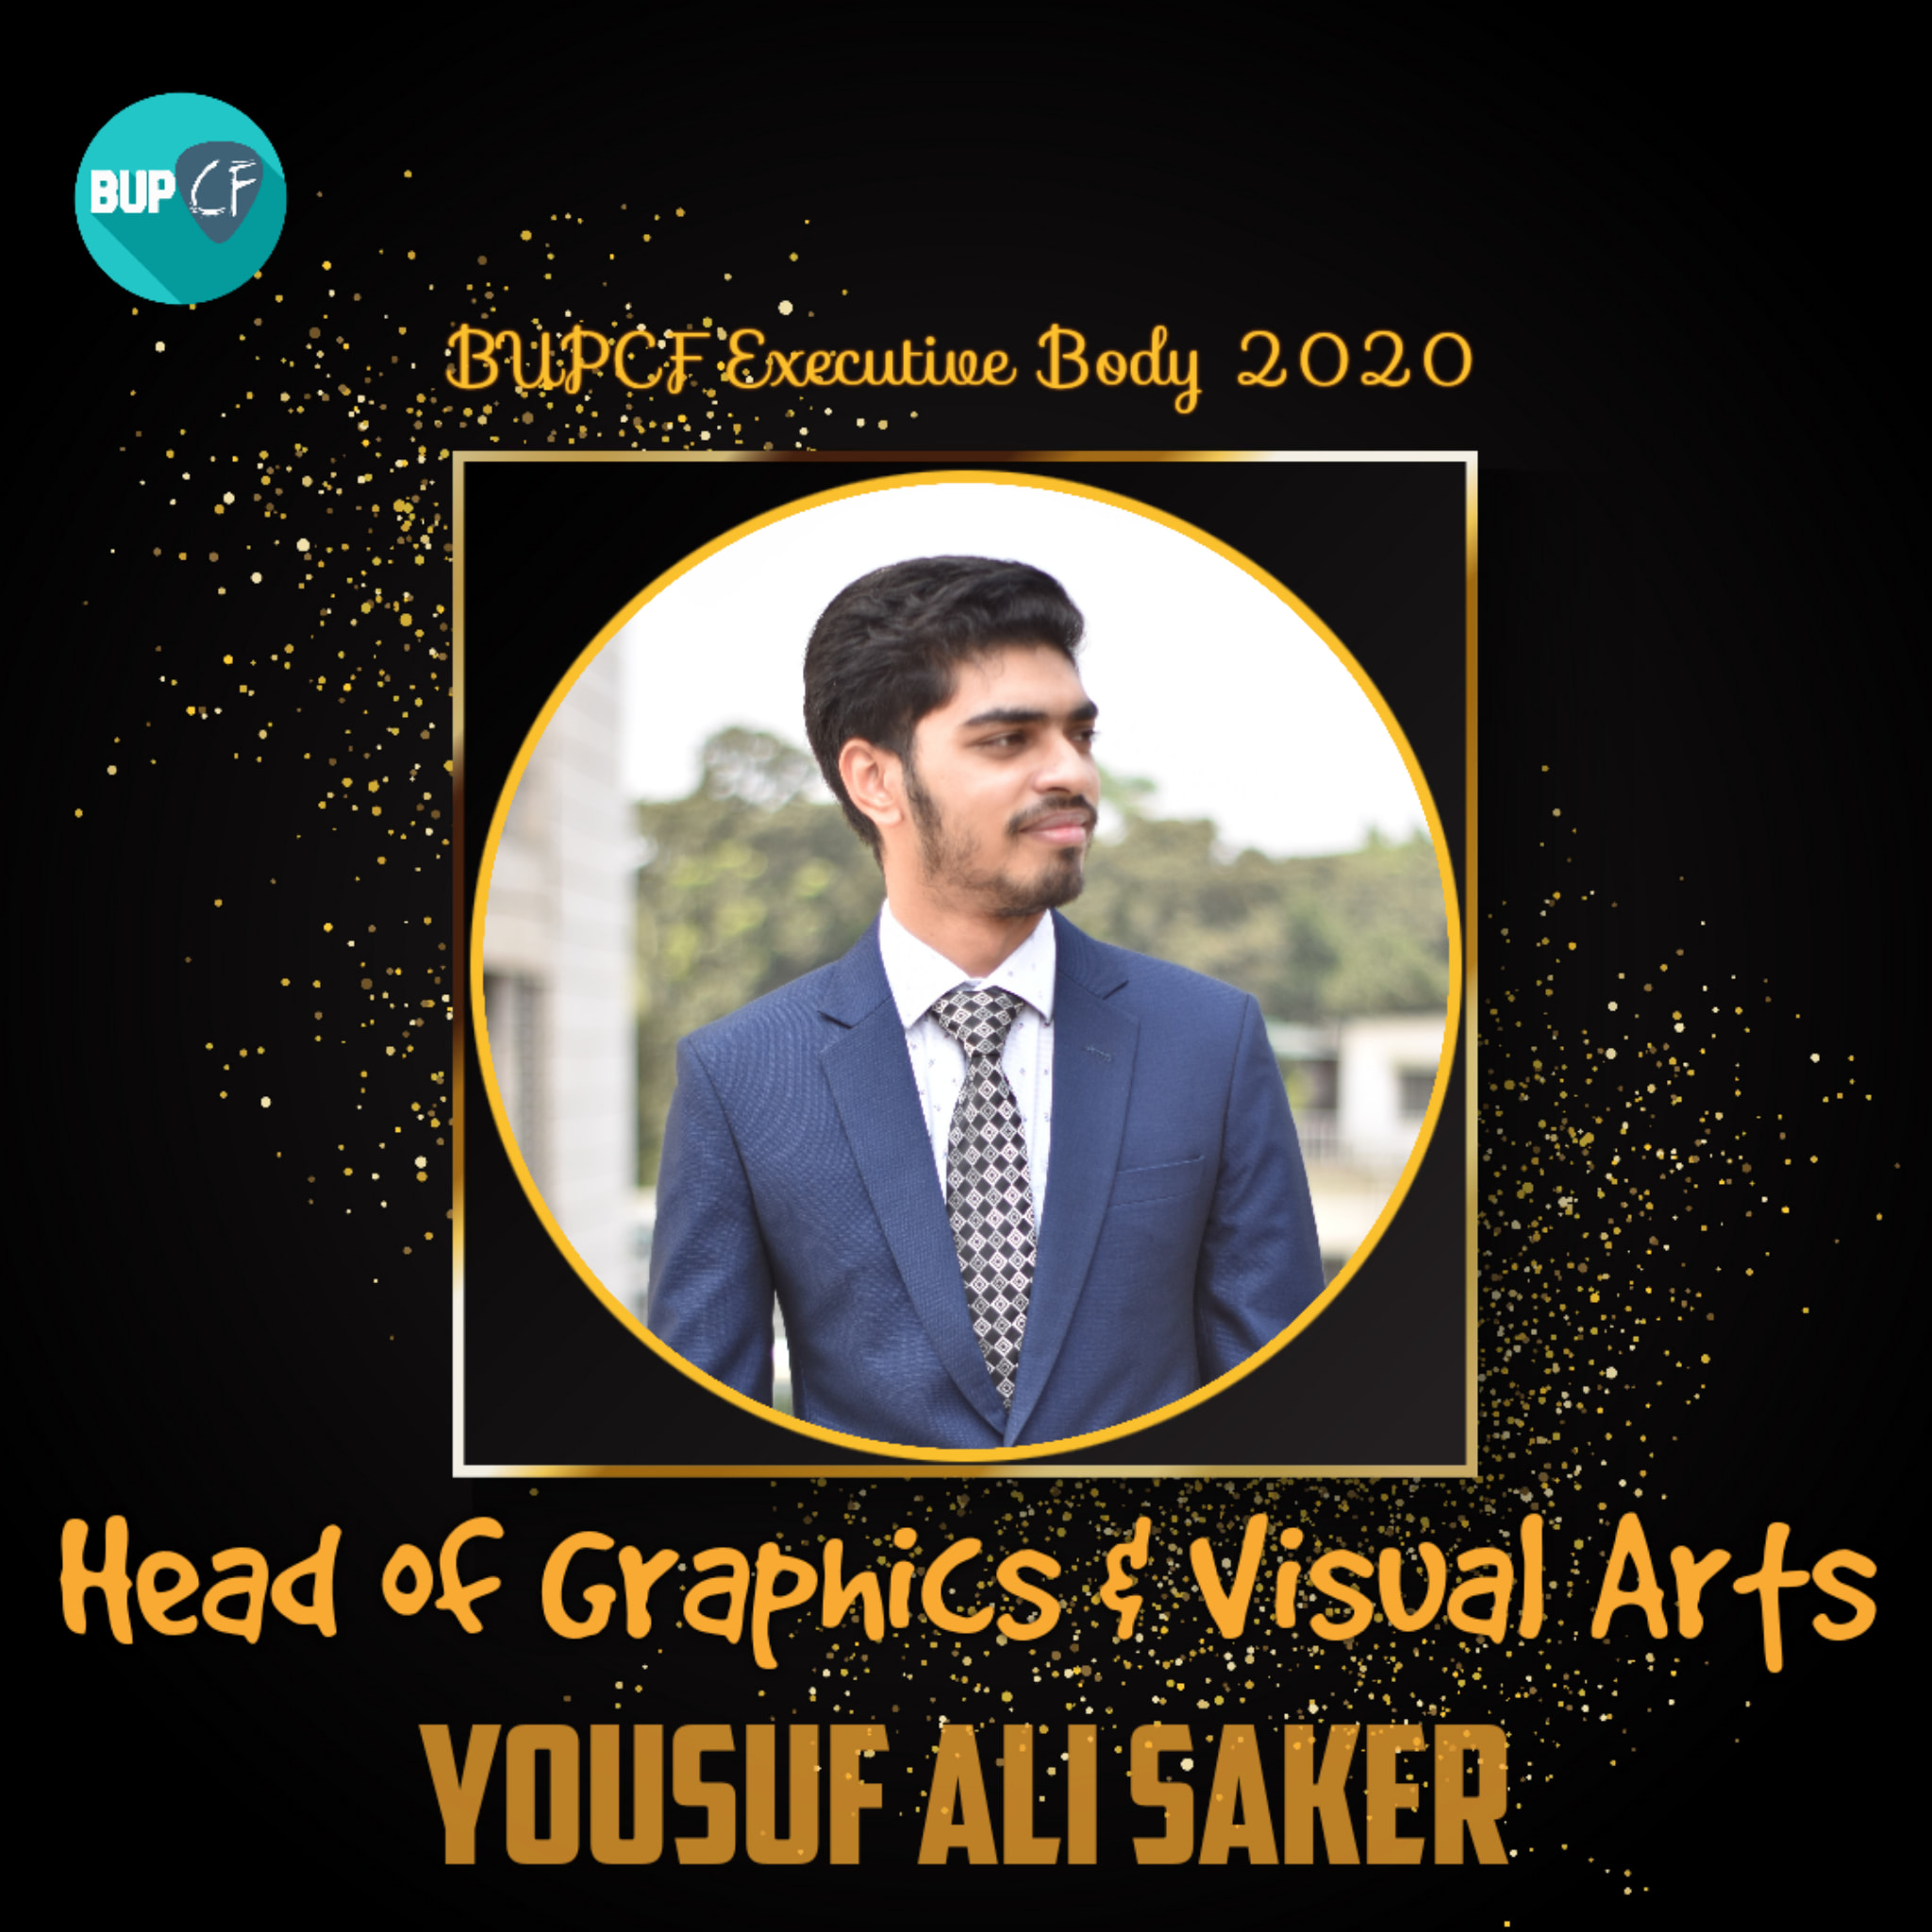 BUP CF
BUPCF Executive Body 2020
Head of Graphics & Visual Arts
YOUSUF ALI SAKER